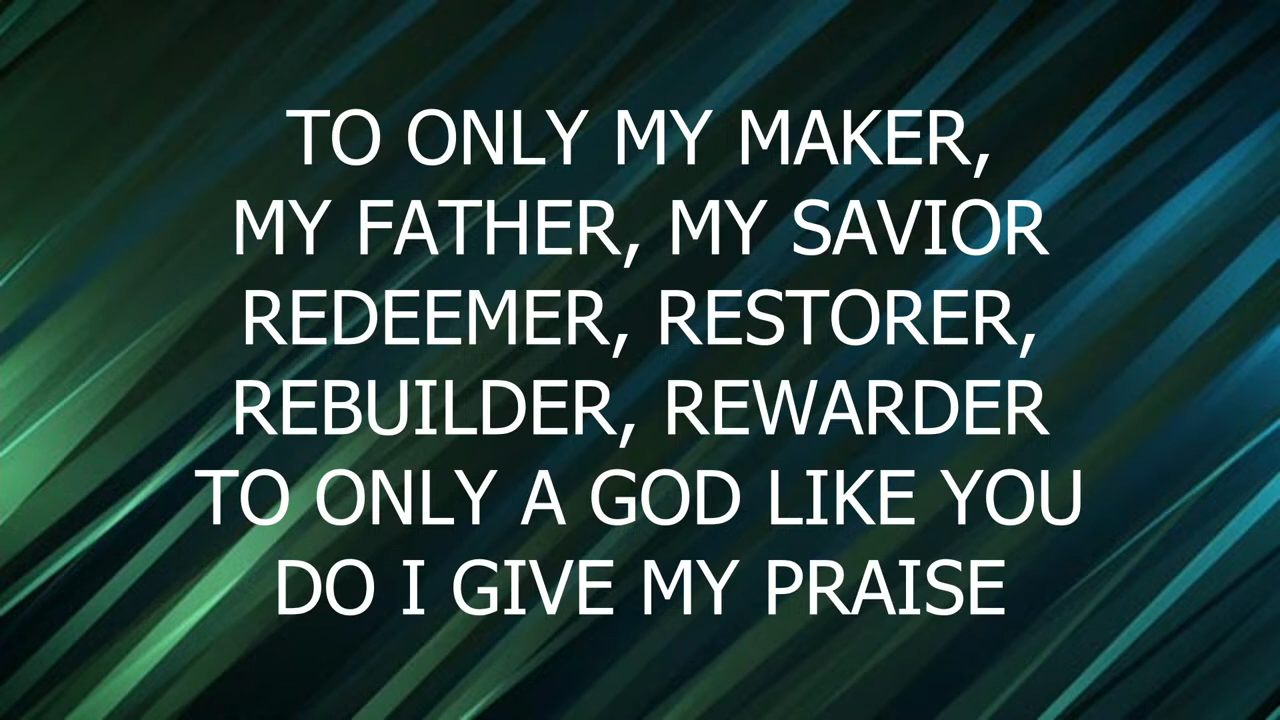 TO ONLY MY MAKER,
MY FATHER, MY SAVIOR
REDEEMER, RESTORER,
REBUILDER, REWARDER
TO ONLY A GOD LIKE YOU
DO I GIVE MY PRAISE